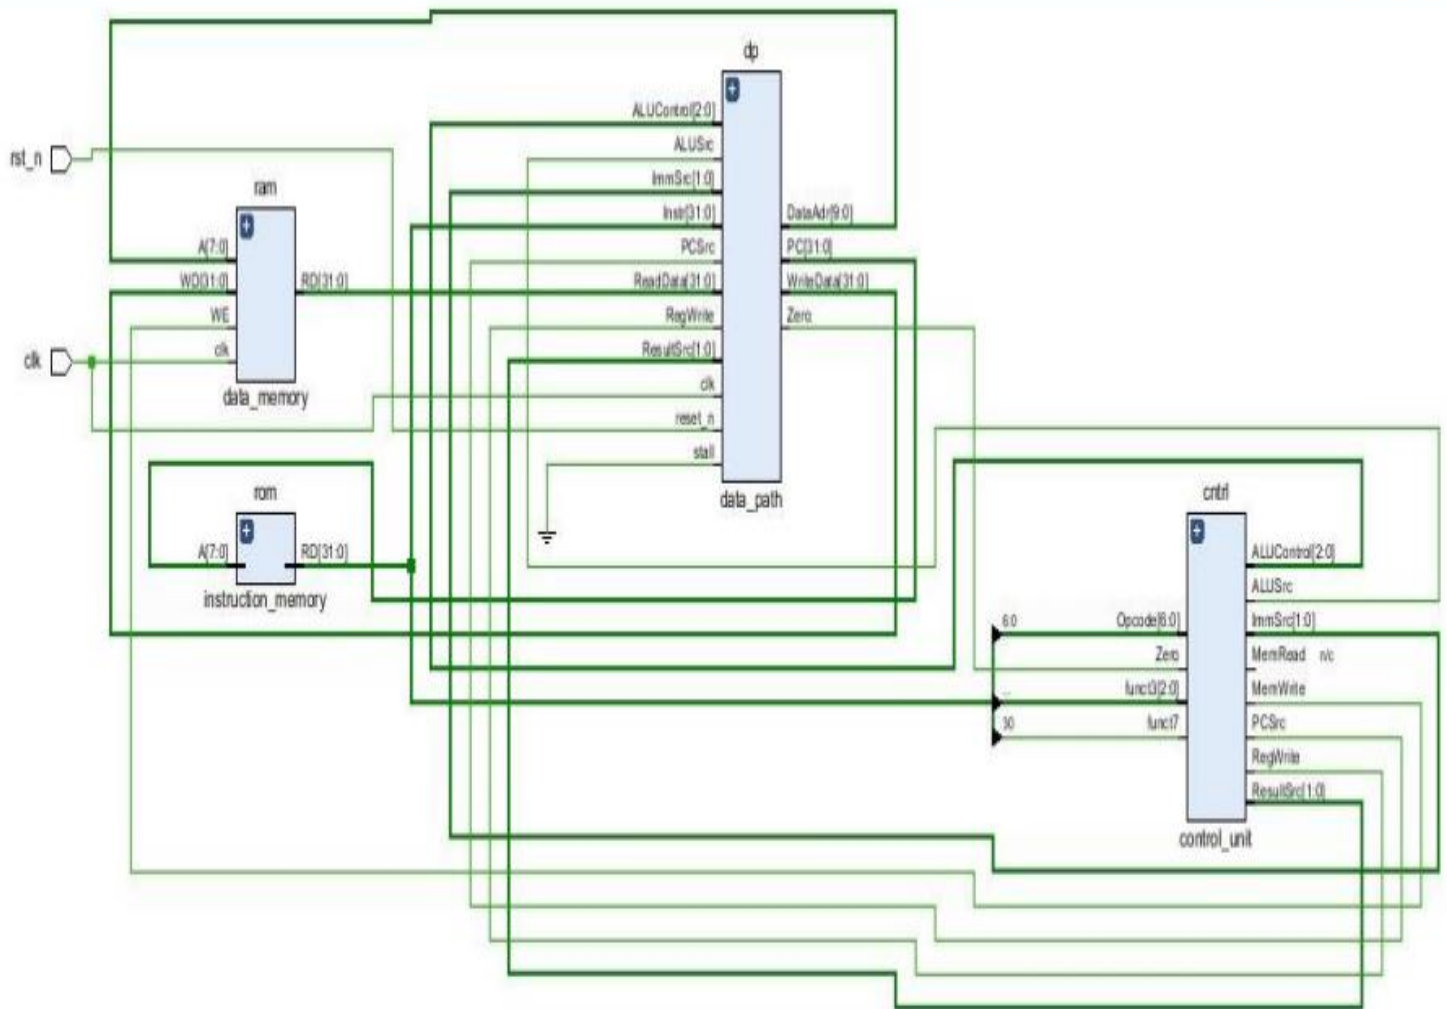 dp
ALUControl[2:0]
ALUSrc
ImmSrc[1:0]
Instr[31:0]
PCSrc
ReadData[31:0]
RegWrite
ResultSrc[1:0]
clk
reset_n
stall
DataAdr[9:0]
PC[31:0]
WriteData[31:0]
Zero
data_path
rst_n
clk
ram
A[7:0]
WD[31:0]
WE
clk
RD[31:0]
data_memory
rom
A[7:0]
RD[31:0]
instruction_memory
cntrl
6:0
...
30
Opcode[6:0]
Zero
funct3[2:0]
funct7
ALUControl[2:0]
ALUSrc
ImmSrc[1:0]
MemRead n/c
MemWrite
PCSrc
RegWrite
ResultSrc[1:0]
control_unit